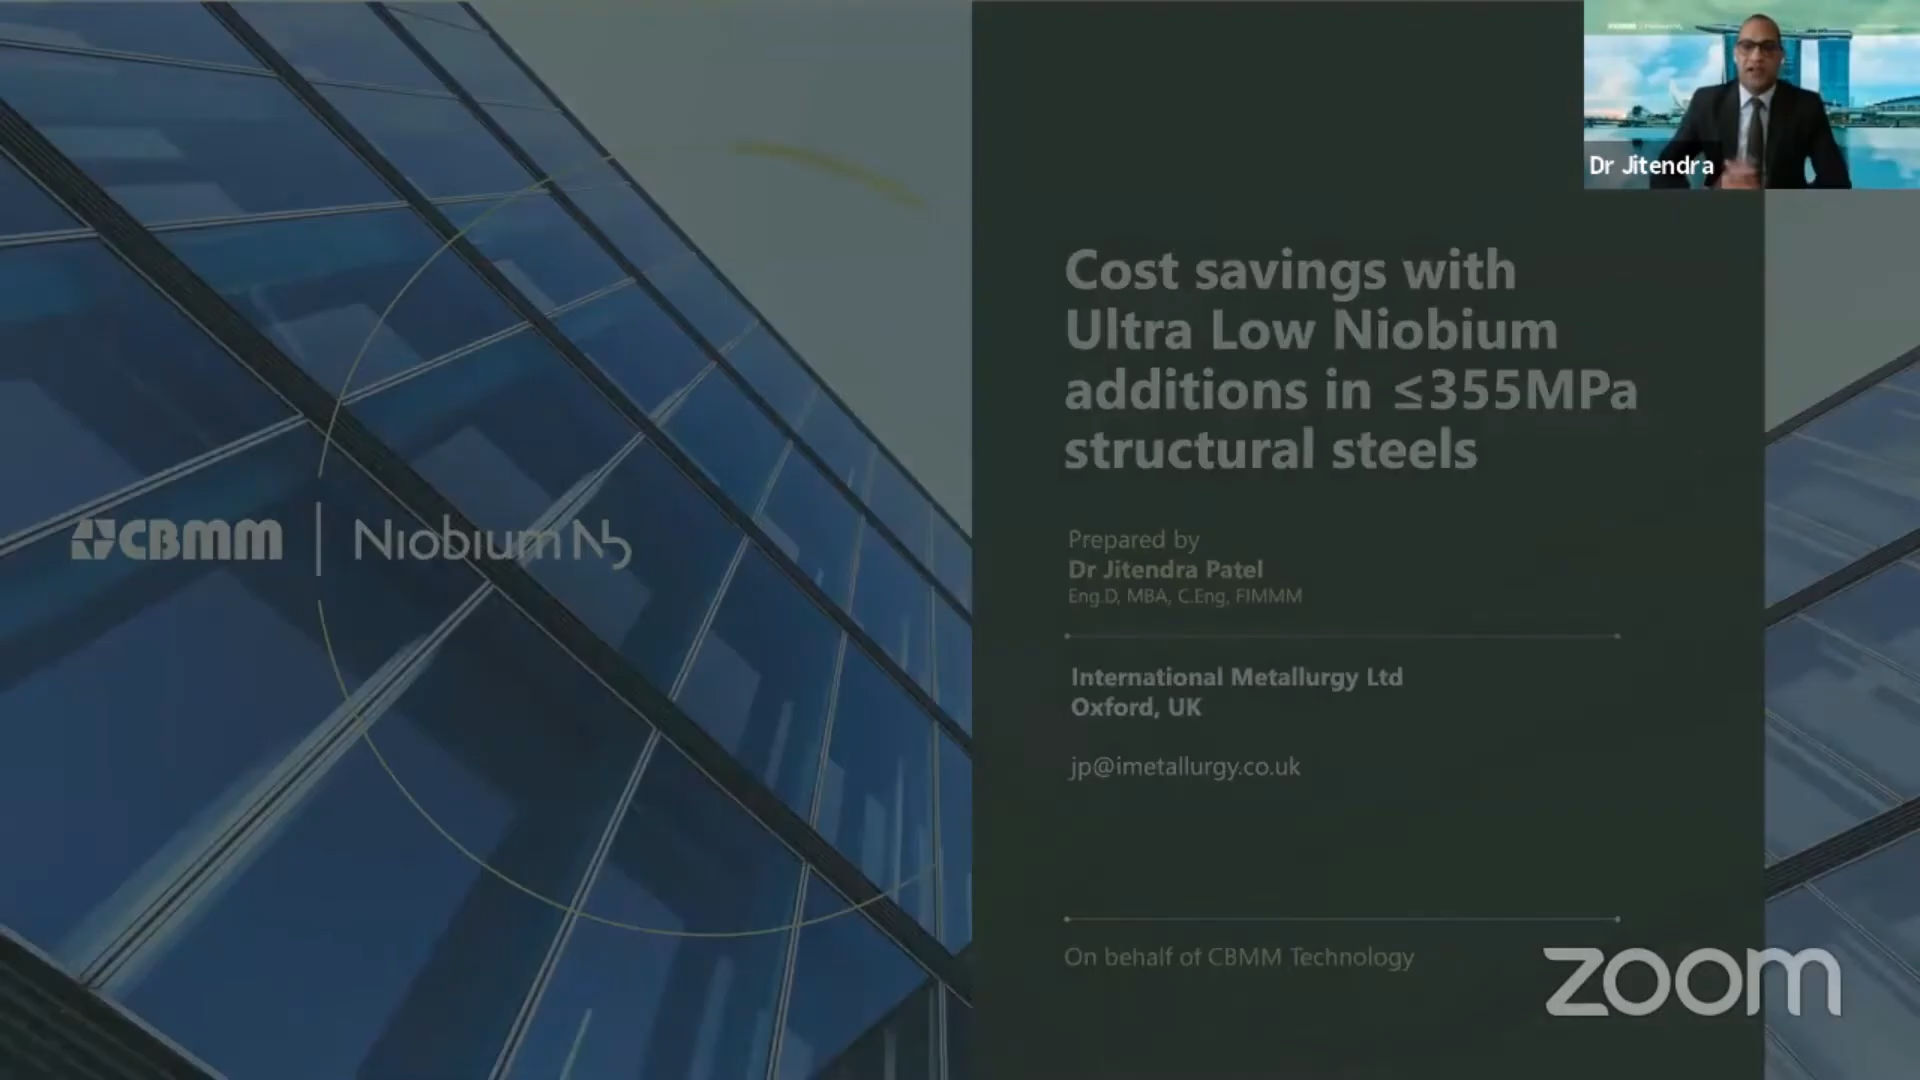 Dr Jitendra
Cost savings with
Ultra Low Niobium
additions in ≤355MPa
structural steels
CBMM | Niobium Nb
Prepared by
Dr Jitendra Patel
Eng.D, MBA, C.Eng, FIMMM
International Metallurgy Ltd
Oxford, UK
jp@imetallurgy.co.uk
On behalf of CBMM Technology
zoom